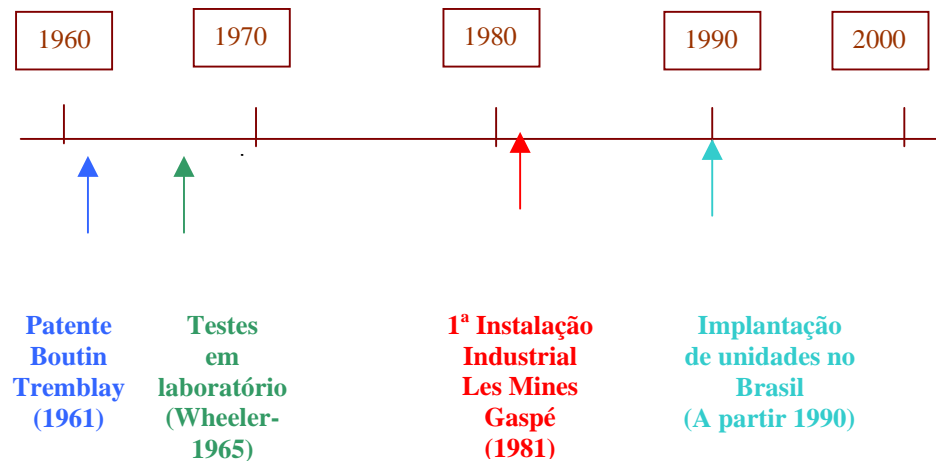 1960
1970
1980
1990
2000
Patente
Boutin
Tremblay
(1961)
Testes
em
laboratório
(Wheeler-
1965)
1ª Instalação
Industrial
Les Mines
Gaspé
(1981)
Implantação
de unidades no
Brasil
(A partir 1990)